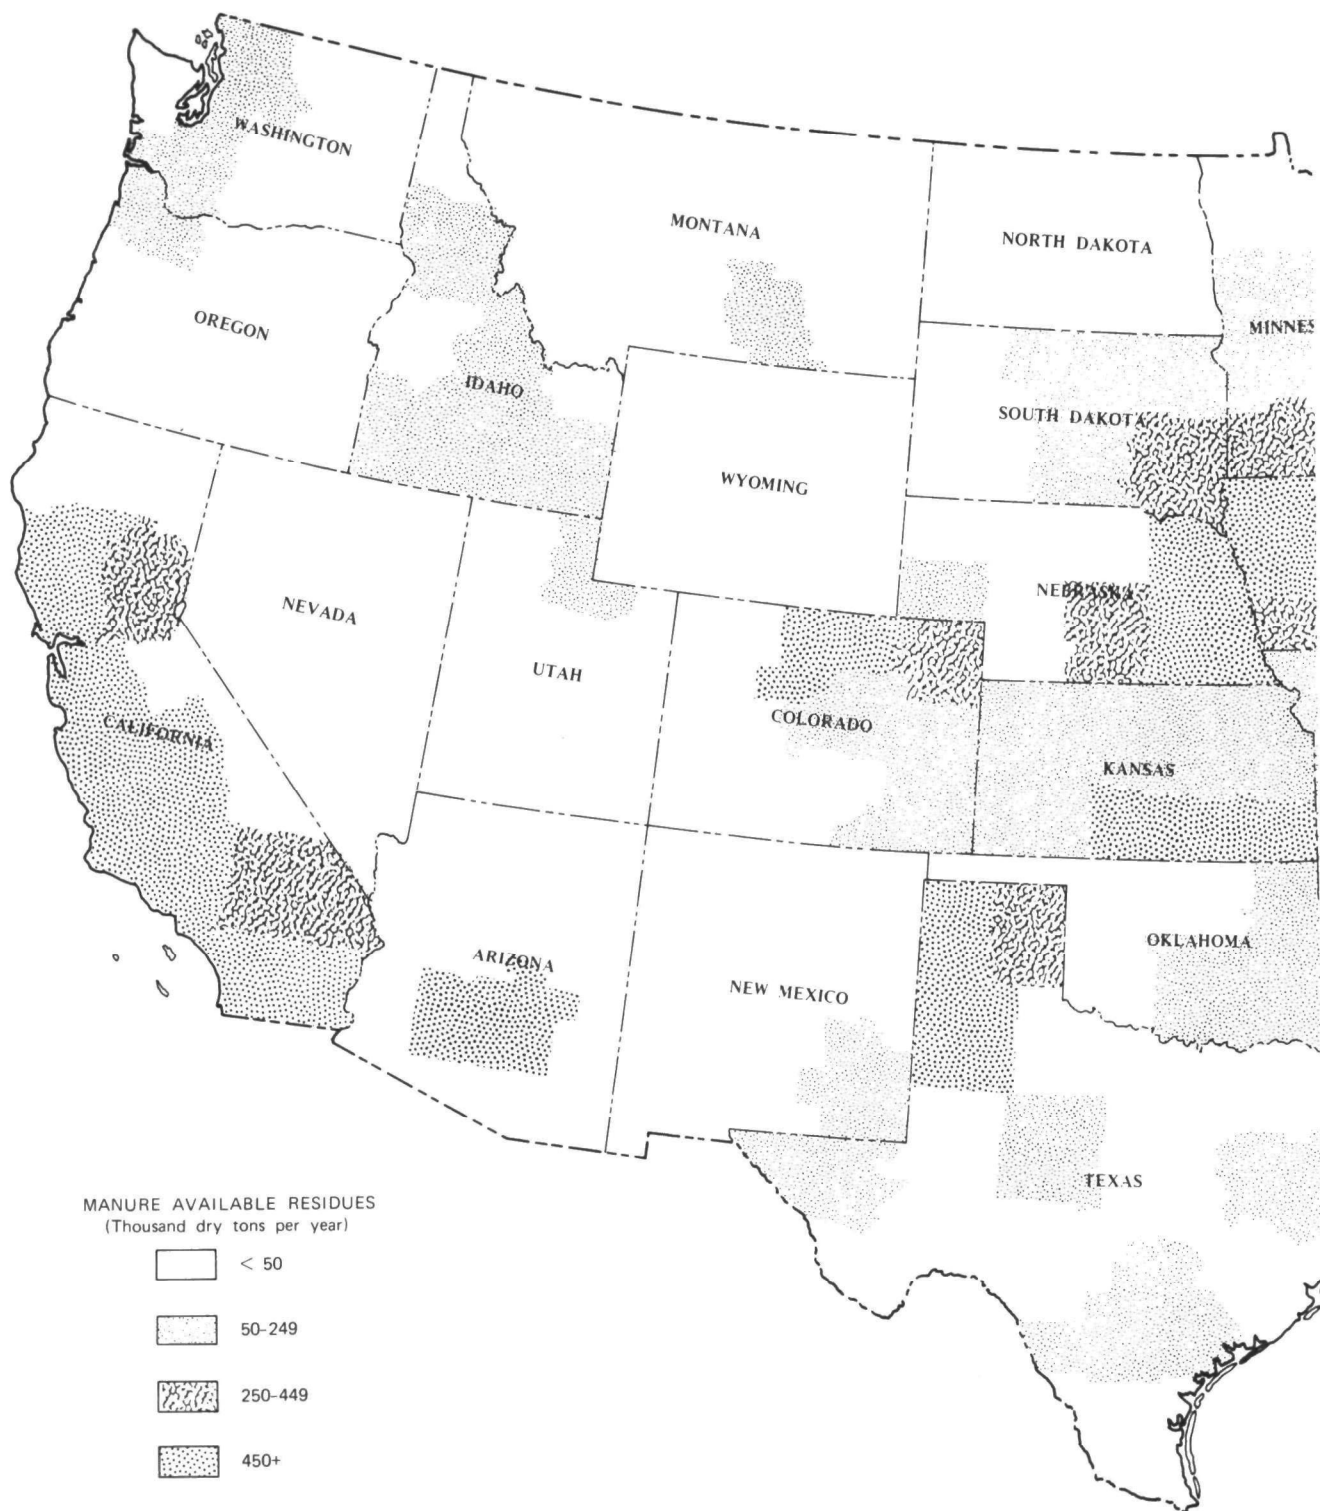 WASHINGTON
MONTANA
NORTH DAKOTA
OREGON
MINNES
IDAHO
SOUTH DAKOTA
WYOMING
NEVADA
NEBRASKA
UTAH
COLORADO
CALIFORNIA
KANSAS
ARIZONA
OKLAHOMA
NEW MEXICO
TEXAS
MANURE AVAILABLE RESIDUES
(Thousand dry tons per year)
< 50
50-249
250-449
450+